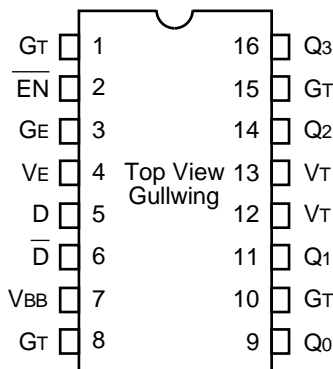 GT 1 16 Q3
E̅N̅ 2 15 GT
GE 3 14 Q2
VE 4 Top View 13 VT
Gullwing
D 5 12 VT
D̅ 6 11 Q1
VBB 7 10 GT
GT 8 9 Q0